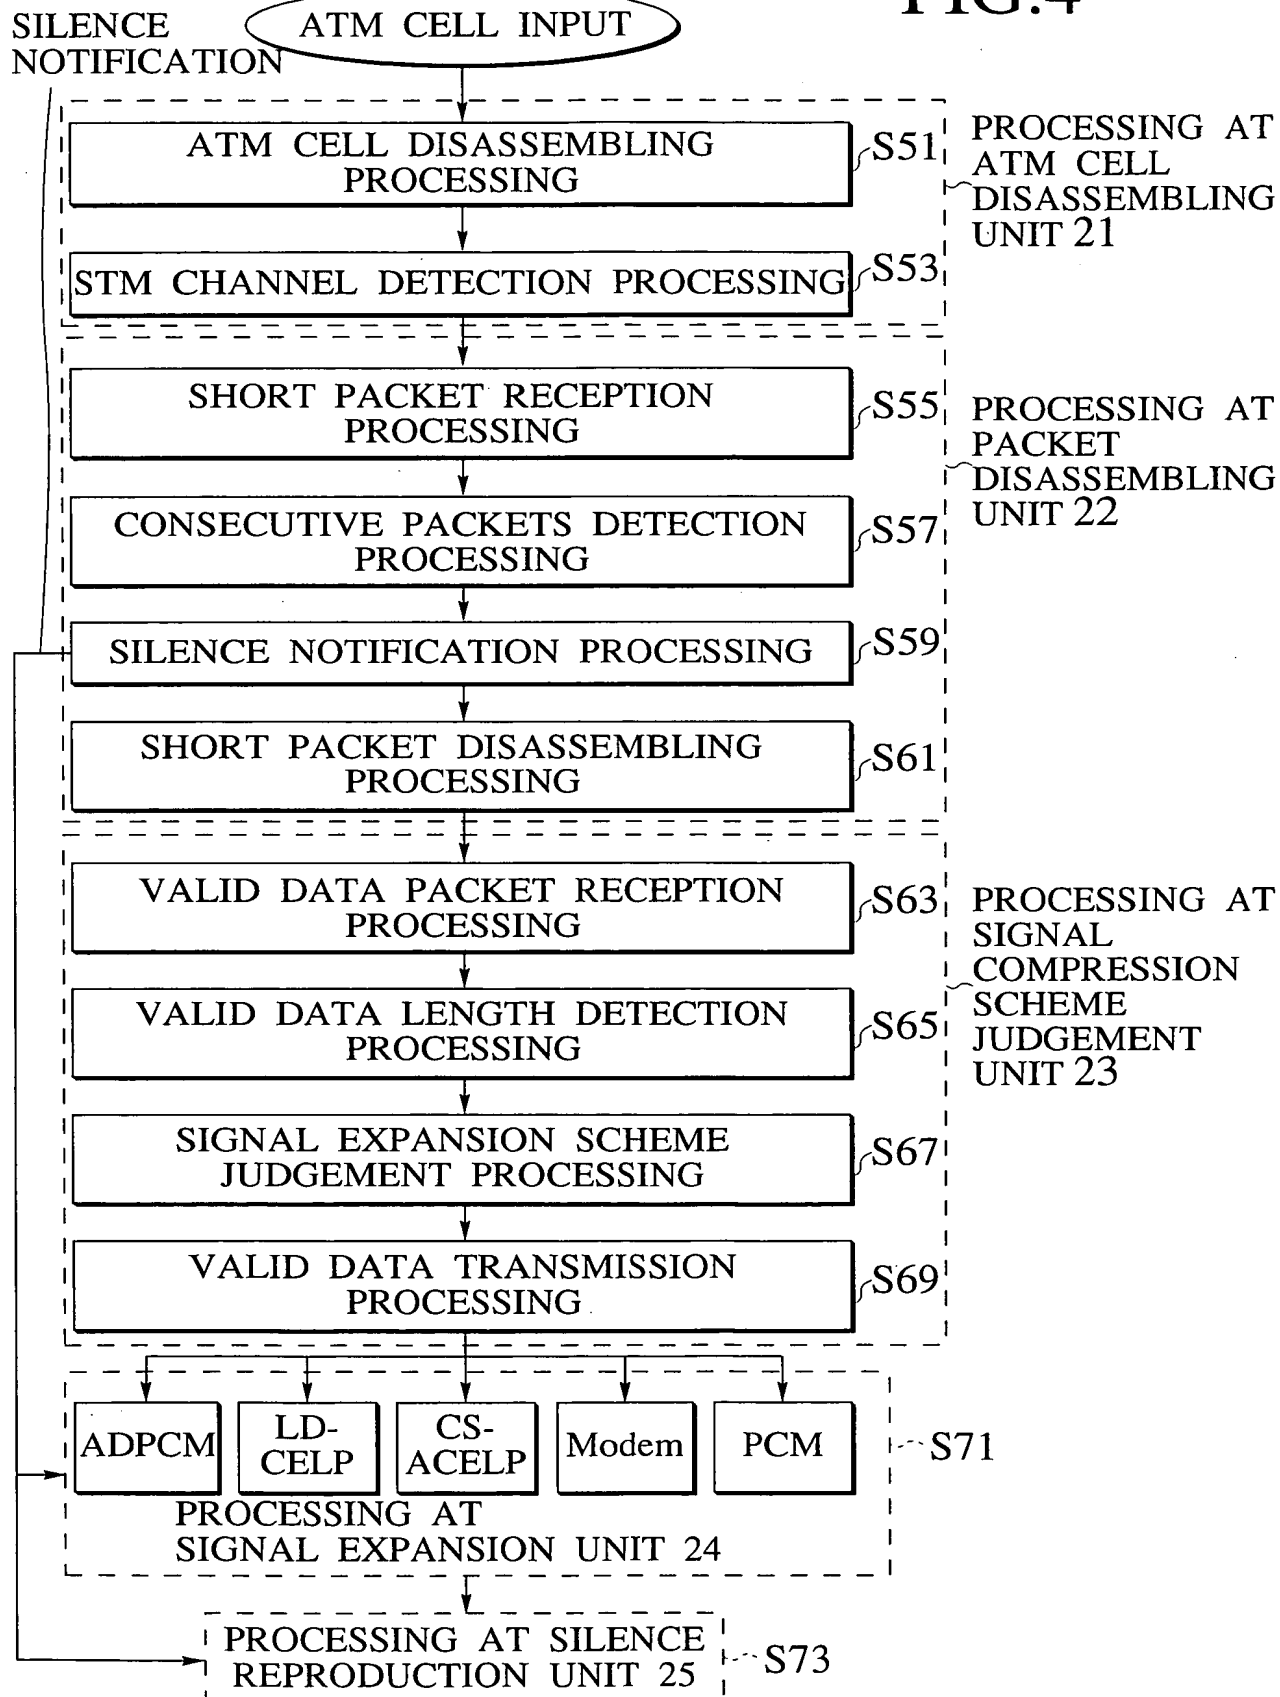 FIG.4
SILENCE
NOTIFICATION
ATM CELL INPUT
ATM CELL DISASSEMBLING
PROCESSING
S51
PROCESSING AT
ATM CELL
DISASSEMBLING
UNIT 21
STM CHANNEL DETECTION PROCESSING
S53
SHORT PACKET RECEPTION
PROCESSING
S55
PROCESSING AT
PACKET
DISASSEMBLING
UNIT 22
CONSECUTIVE PACKETS DETECTION
PROCESSING
S57
SILENCE NOTIFICATION PROCESSING
S59
SHORT PACKET DISASSEMBLING
PROCESSING
S61
VALID DATA PACKET RECEPTION
PROCESSING
S63
PROCESSING AT
SIGNAL
COMPRESSION
SCHEME
JUDGEMENT
UNIT 23
VALID DATA LENGTH DETECTION
PROCESSING
S65
SIGNAL EXPANSION SCHEME
JUDGEMENT PROCESSING
S67
VALID DATA TRANSMISSION
PROCESSING
S69
ADPCM
LD-
CELP
CS-
ACELP
Modem
PCM
S71
PROCESSING AT
SIGNAL EXPANSION UNIT 24
PROCESSING AT SILENCE
REPRODUCTION UNIT 25
S73